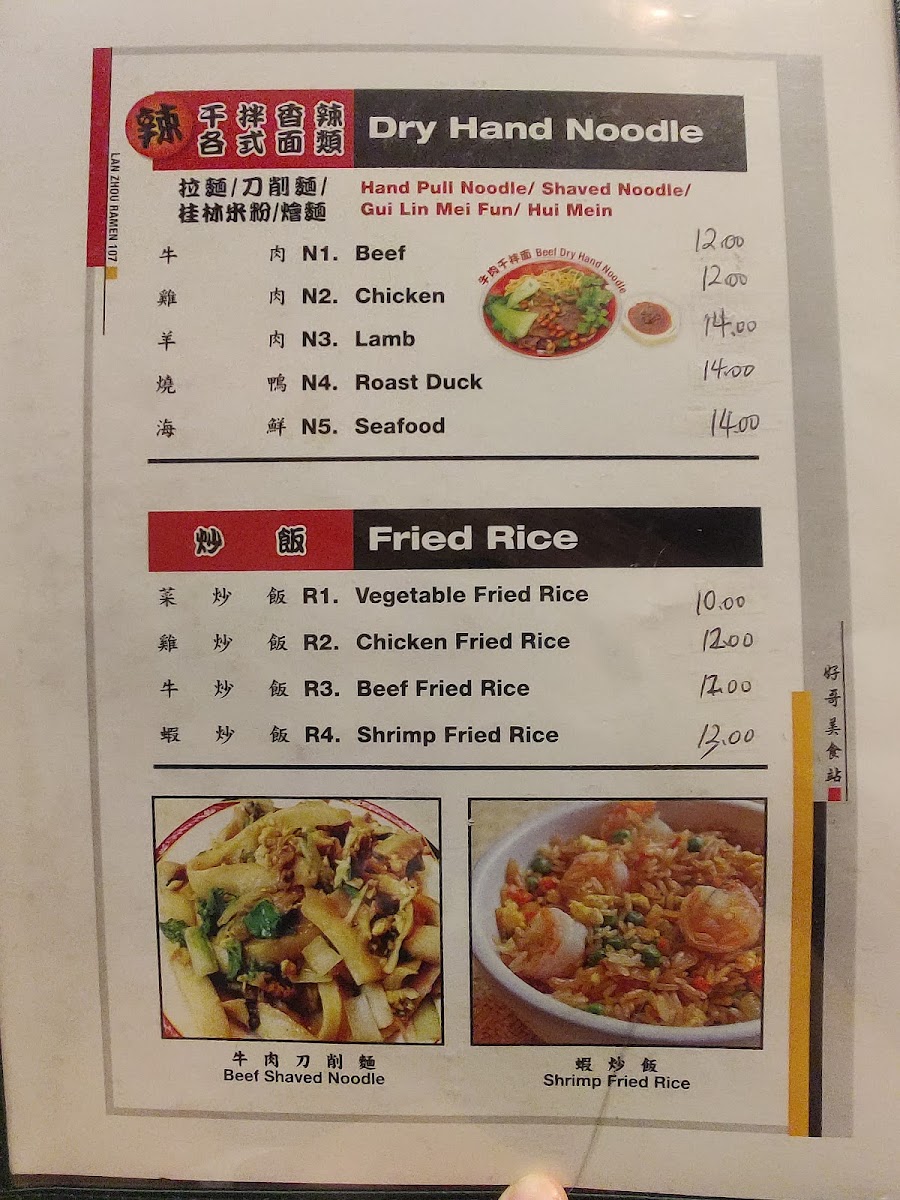 辣
干拌香辣
各式面類
Dry Hand Noodle
拉麵/刀削麵/
桂林米粉/燴麵
Hand Pull Noodle/ Shaved Noodle/
Gui Lin Mei Fun/ Hui Mein
牛肉 N1. Beef 12.00
雞肉 N2. Chicken 12.00
羊肉 N3. Lamb 14.00
燒鴨 N4. Roast Duck 14.00
海鮮 N5. Seafood 14.00
牛肉干拌面 Beef Dry Hand Noodle
炒飯 Fried Rice
菜炒飯 R1. Vegetable Fried Rice 10.00
雞炒飯 R2. Chicken Fried Rice 12.00
牛炒飯 R3. Beef Fried Rice 12.00
蝦炒飯 R4. Shrimp Fried Rice 13.00
牛肉刀削麵
Beef Shaved Noodle
蝦炒飯
Shrimp Fried Rice
LAN ZHOU RAMEN 107
好哥美食站